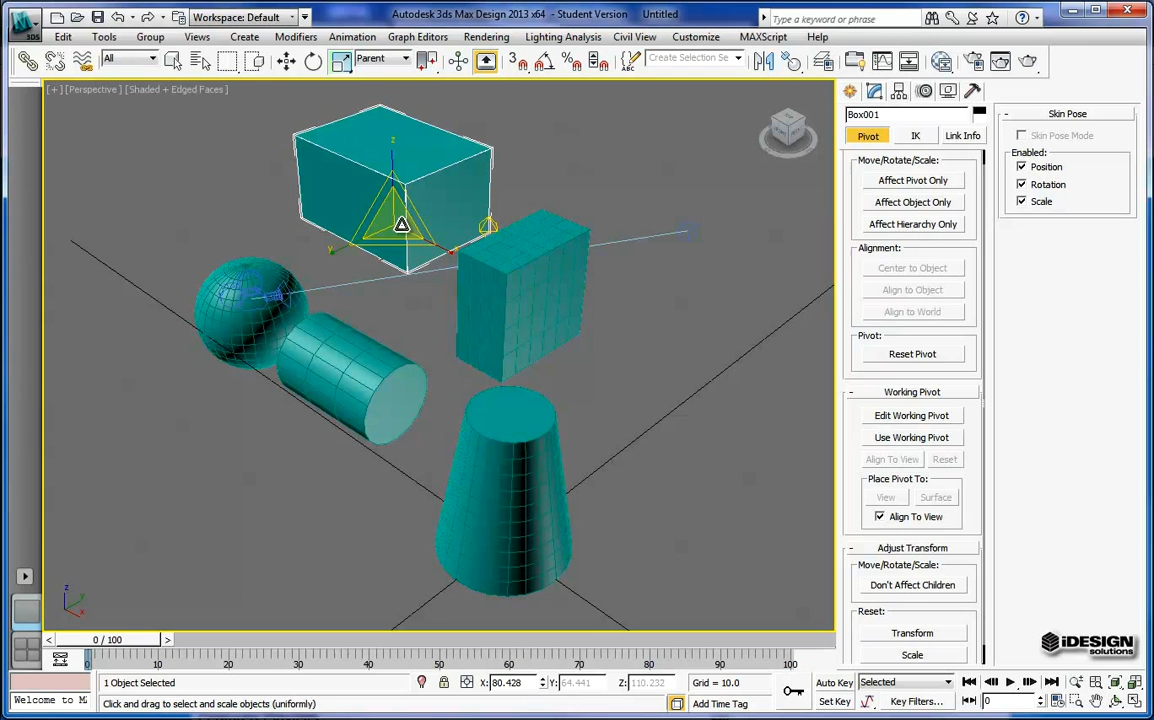 Workspace: Default
Autodesk 3ds Max Design 2013 x64 - Student Version Untitled
Type a keyword or phrase
3DS
Edit Tools Group Views Create Modifiers Animation Graph Editors Rendering Lighting Analysis Civil View Customize MAXScript Help
All
Parent
3
Create Selection Se
[+] [Perspective] [Shaded + Edged Faces]
Box001
Pivot IK Link Info
Move/Rotate/Scale:
Affect Pivot Only
Affect Object Only
Affect Hierarchy Only
Alignment:
Center to Object
Align to Object
Align to World
Pivot:
Reset Pivot
- Working Pivot
Edit Working Pivot
Use Working Pivot
Align To View Reset
Place Pivot To:
View Surface
Align To View
- Adjust Transform
Move/Rotate/Scale:
Don't Affect Children
Reset:
Transform
Scale
- Skin Pose
Skin Pose Mode
Enabled:
Position
Rotation
Scale
z
y
x
z
y
x
iDESIGN
solutions
< 0 / 100 >
0 10 20 30 40 50 60 70 80 90 100
1 Object Selected
X: 80.428 Y: 64.441 Z: 110.232
Grid = 10.0
Auto Key Selected
Welcome to M
Click and drag to select and scale objects (uniformly)
Add Time Tag
Set Key Key Filters... 0